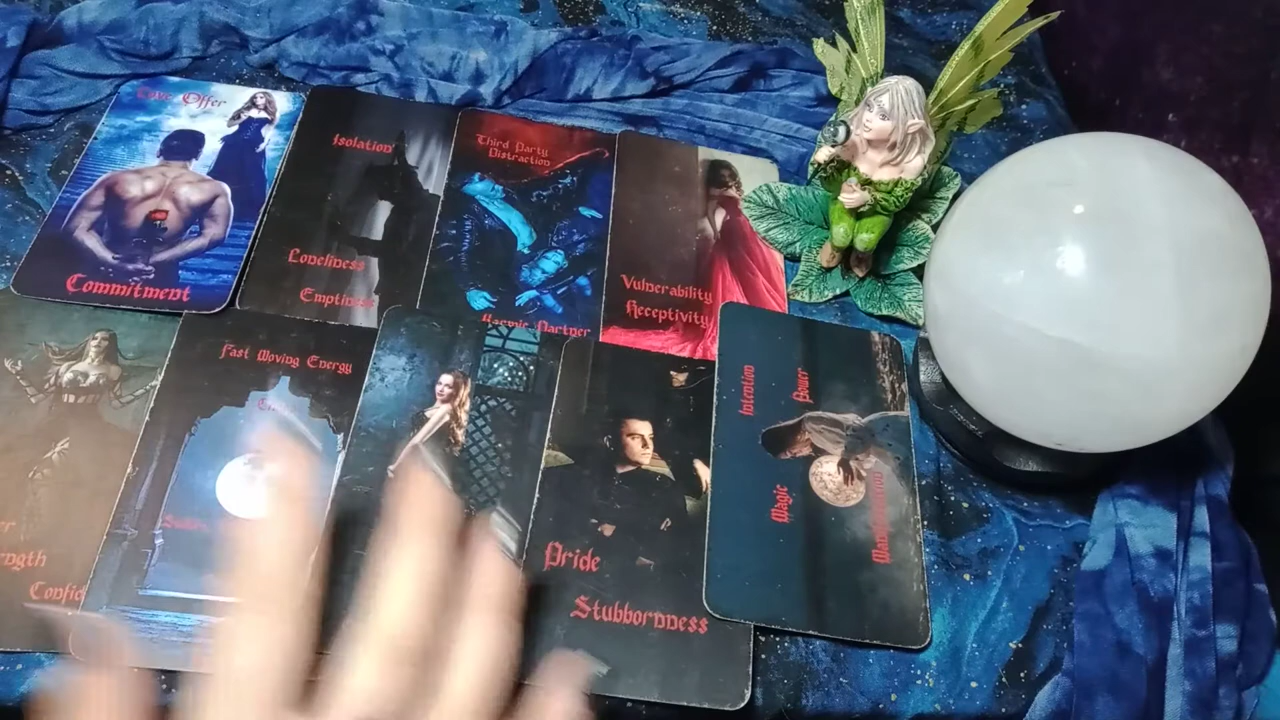 Love Offer
Commitment
Isolation
Loneliness
Emptiness
Third Party
Distraction
Karmic Partner
Vulnerability
Receptivity
Fast Moving Energy
Pride
Stubbornness
Intention
Power
Magic
Manifestation